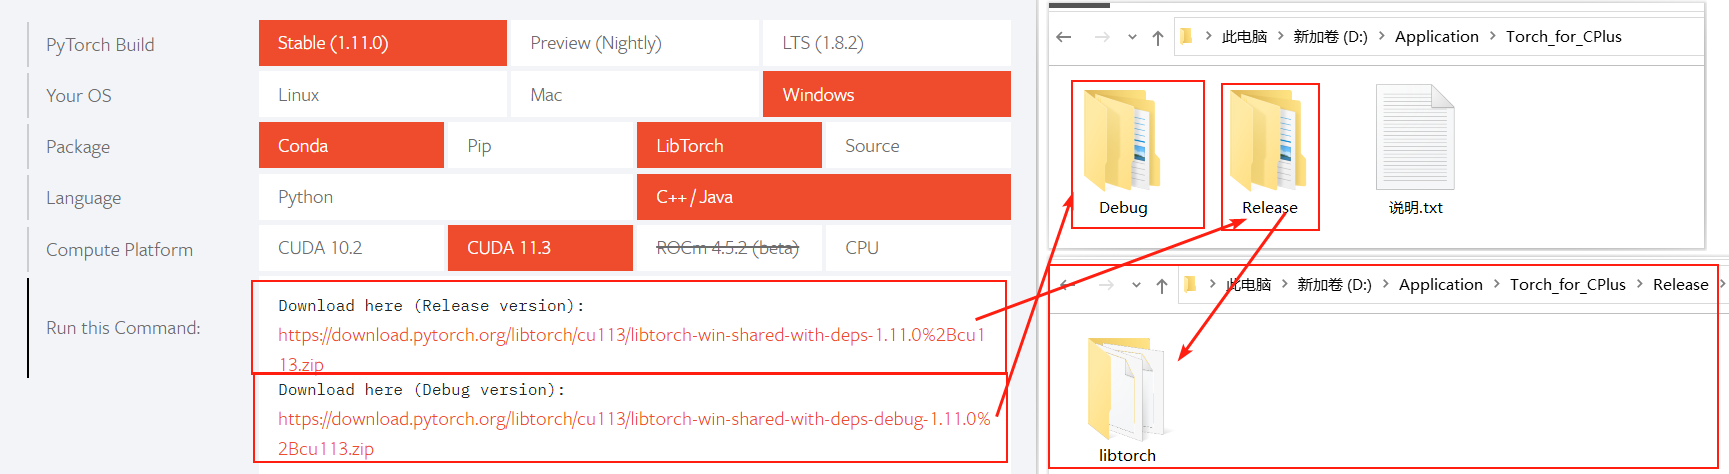 PyTorch Build
Stable (1.11.0)
Preview (Nightly)
LTS (1.8.2)
Your OS
Linux
Mac
Windows
Package
Conda
Pip
LibTorch
Source
Language
Python
C++ / Java
Compute Platform
CUDA 10.2
CUDA 11.3
ROCm 4.5.2 (beta)
CPU
Run this Command:
Download here (Release version):
https://download.pytorch.org/libtorch/cu113/libtorch-win-shared-with-deps-1.11.0%2Bcu1
13.zip
Download here (Debug version):
https://download.pytorch.org/libtorch/cu113/libtorch-win-shared-with-deps-debug-1.11.0%
2Bcu113.zip
此电脑 > 新加卷 (D:) > Application > Torch_for_CPlus
Debug
Release
说明.txt
此电脑 > 新加卷 (D:) > Application > Torch_for_CPlus > Release >
libtorch